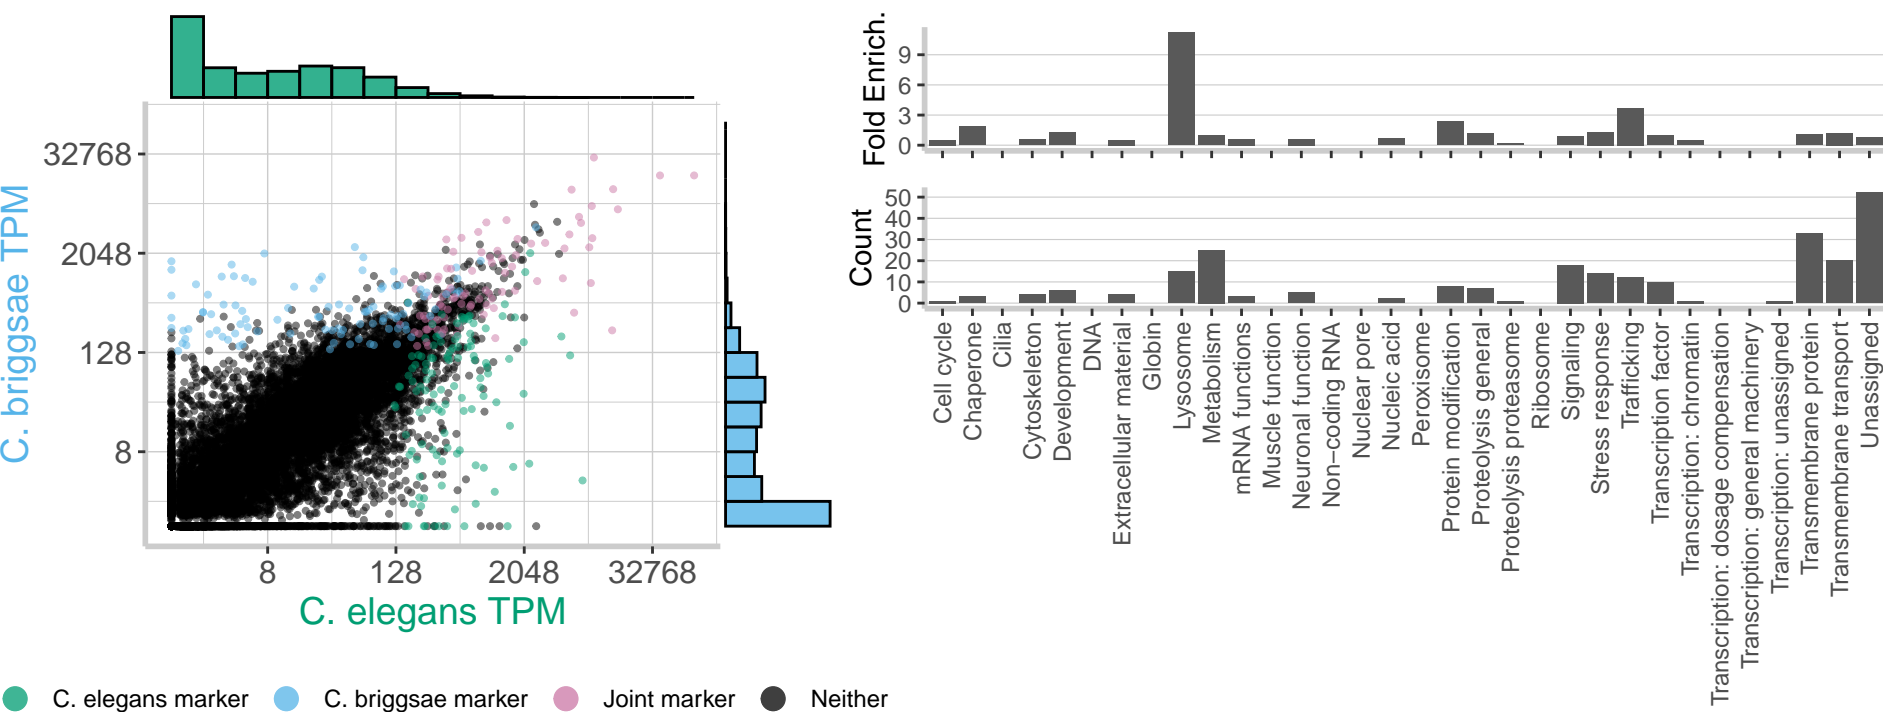 32768
2048
128
8
C. briggsae TPM
8 128 2048 32768
C. elegans TPM
C. elegans marker C. briggsae marker Joint marker Neither
Fold Enrich.
9
6
3
0
Count
50
40
30
20
10
0
Cell cycle
Chaperone
Cilia
Cytoskeleton
Development
DNA
Extracellular material
Globin
Lysosome
Metabolism
mRNA functions
Muscle function
Neuronal function
Non−coding RNA
Nuclear pore
Nucleic acid
Peroxisome
Protein modification
Proteolysis general
Proteolysis proteasome
Ribosome
Signaling
Stress response
Trafficking
Transcription factor
Transcription: chromatin
Transcription: dosage compensation
Transcription: general machinery
Transcription: unassigned
Transmembrane protein
Transmembrane transport
Unassigned